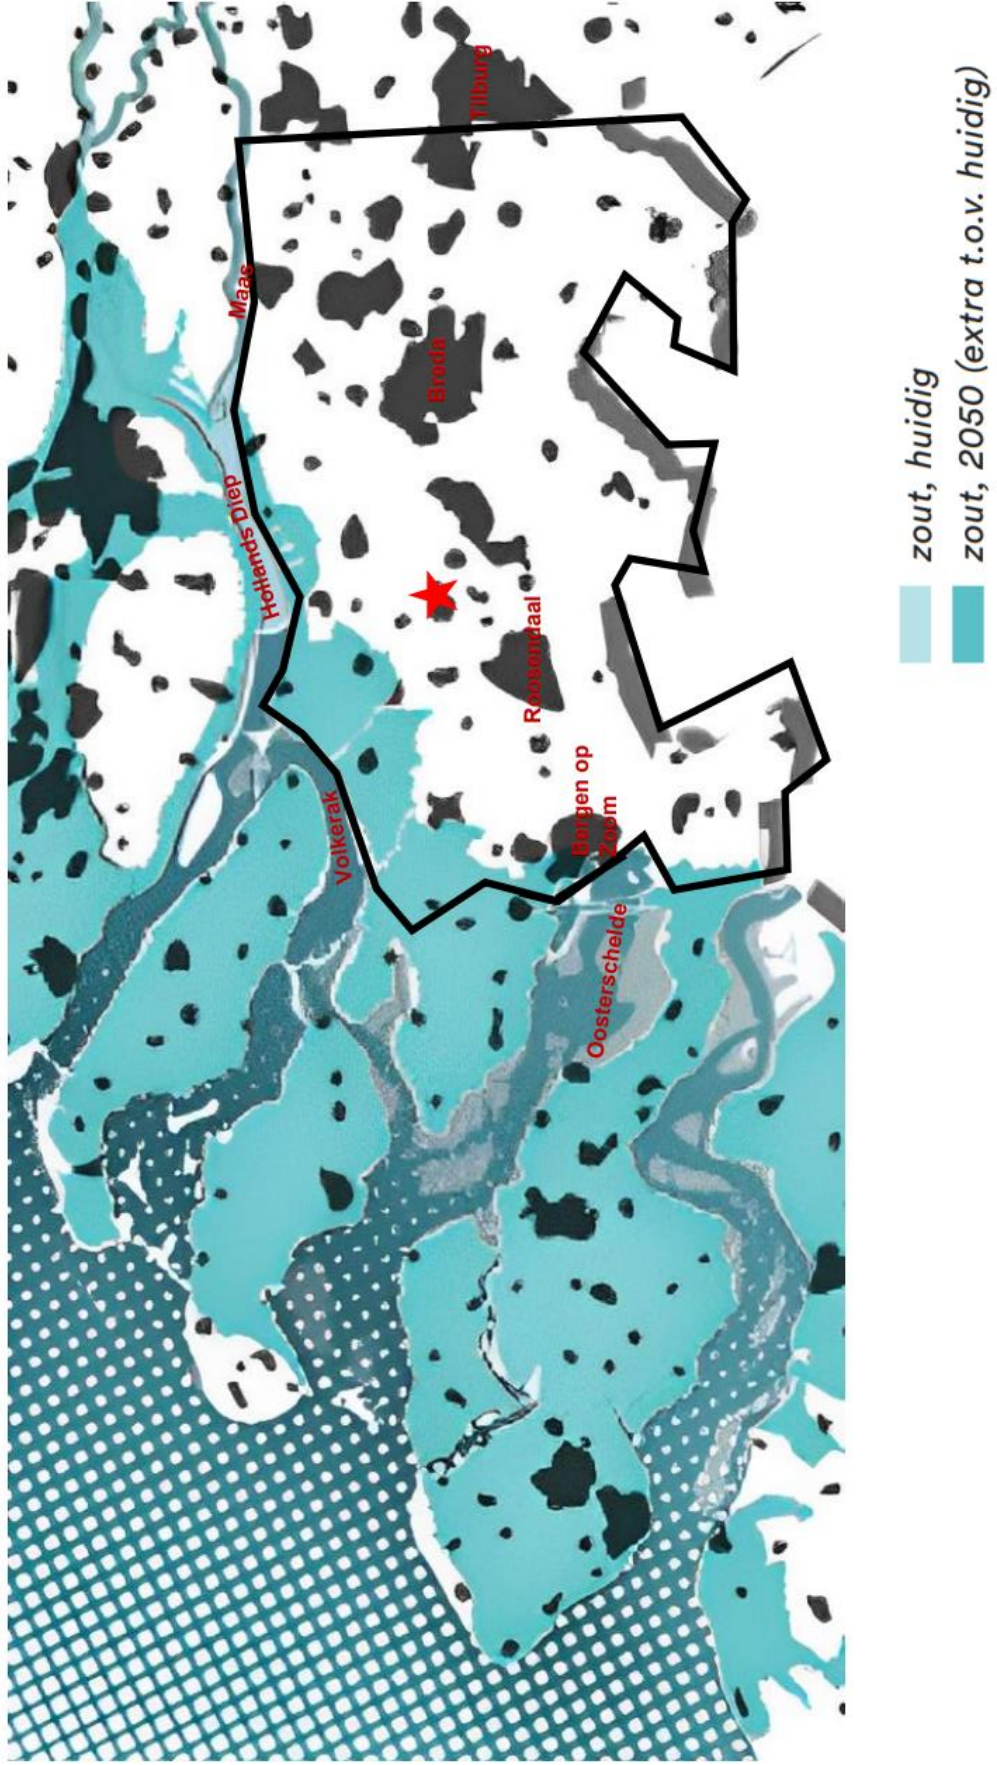 Maas
Hollands Diep
Volkerak
Tilburg
Breda
Roosendaal
Bergen op
Zoom
Oosterschelde
zout, huidig
zout, 2050 (extra t.o.v. huidig)